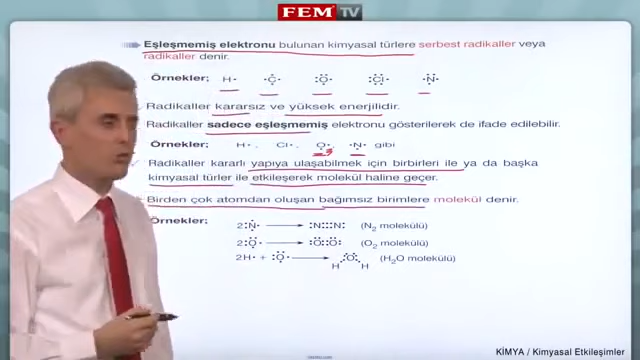 FEM TV
Eşleşmemiş elektronu bulunan kimyasal türlere serbest radikaller veya
radikaller denir.
Örnekler; H· ·C· ·O· :Cl· ·N·
Radikaller kararsız ve yüksek enerjilidir.
Radikaller sadece eşleşmemiş elektronu gösterilerek de ifade edilebilir.
Örnekler; H· , Cl· , O· , ·N· gibi
Radikaller kararlı yapıya ulaşabilmek için birbirleri ile ya da başka
kimyasal türler ile etkileşerek molekül haline geçer.
Birden çok atomdan oluşan bağımsız birimlere molekül denir.
Örnekler: 2:N· → :N:::N: (N₂ molekülü)
2:O· → :O::O: (O₂ molekülü)
2H· + :O· → H O H (H₂O molekülü)
KİMYA / Kimyasal Etkileşimler